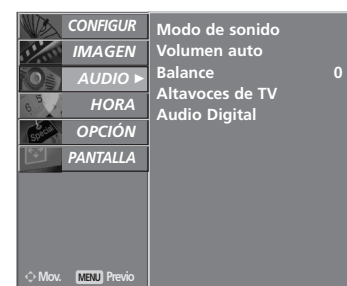 CONFIGUR
IMAGEN
AUDIO ►
HORA
OPCIÓN
PANTALLA
Modo de sonido
Volumen auto
Balance 0
Altavoces de TV
Audio Digital
Special
Mov. MENU Previo